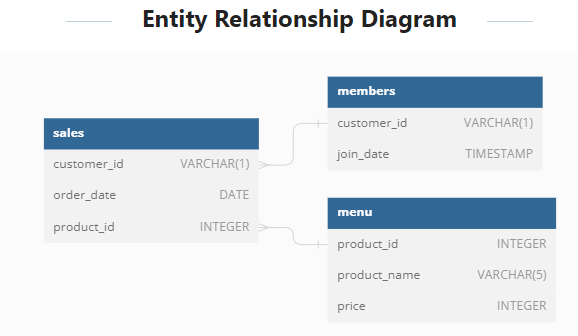 Entity Relationship Diagram
sales
customer_id VARCHAR(1)
order_date DATE
product_id INTEGER
members
customer_id VARCHAR(1)
join_date TIMESTAMP
menu
product_id INTEGER
product_name VARCHAR(5)
price INTEGER